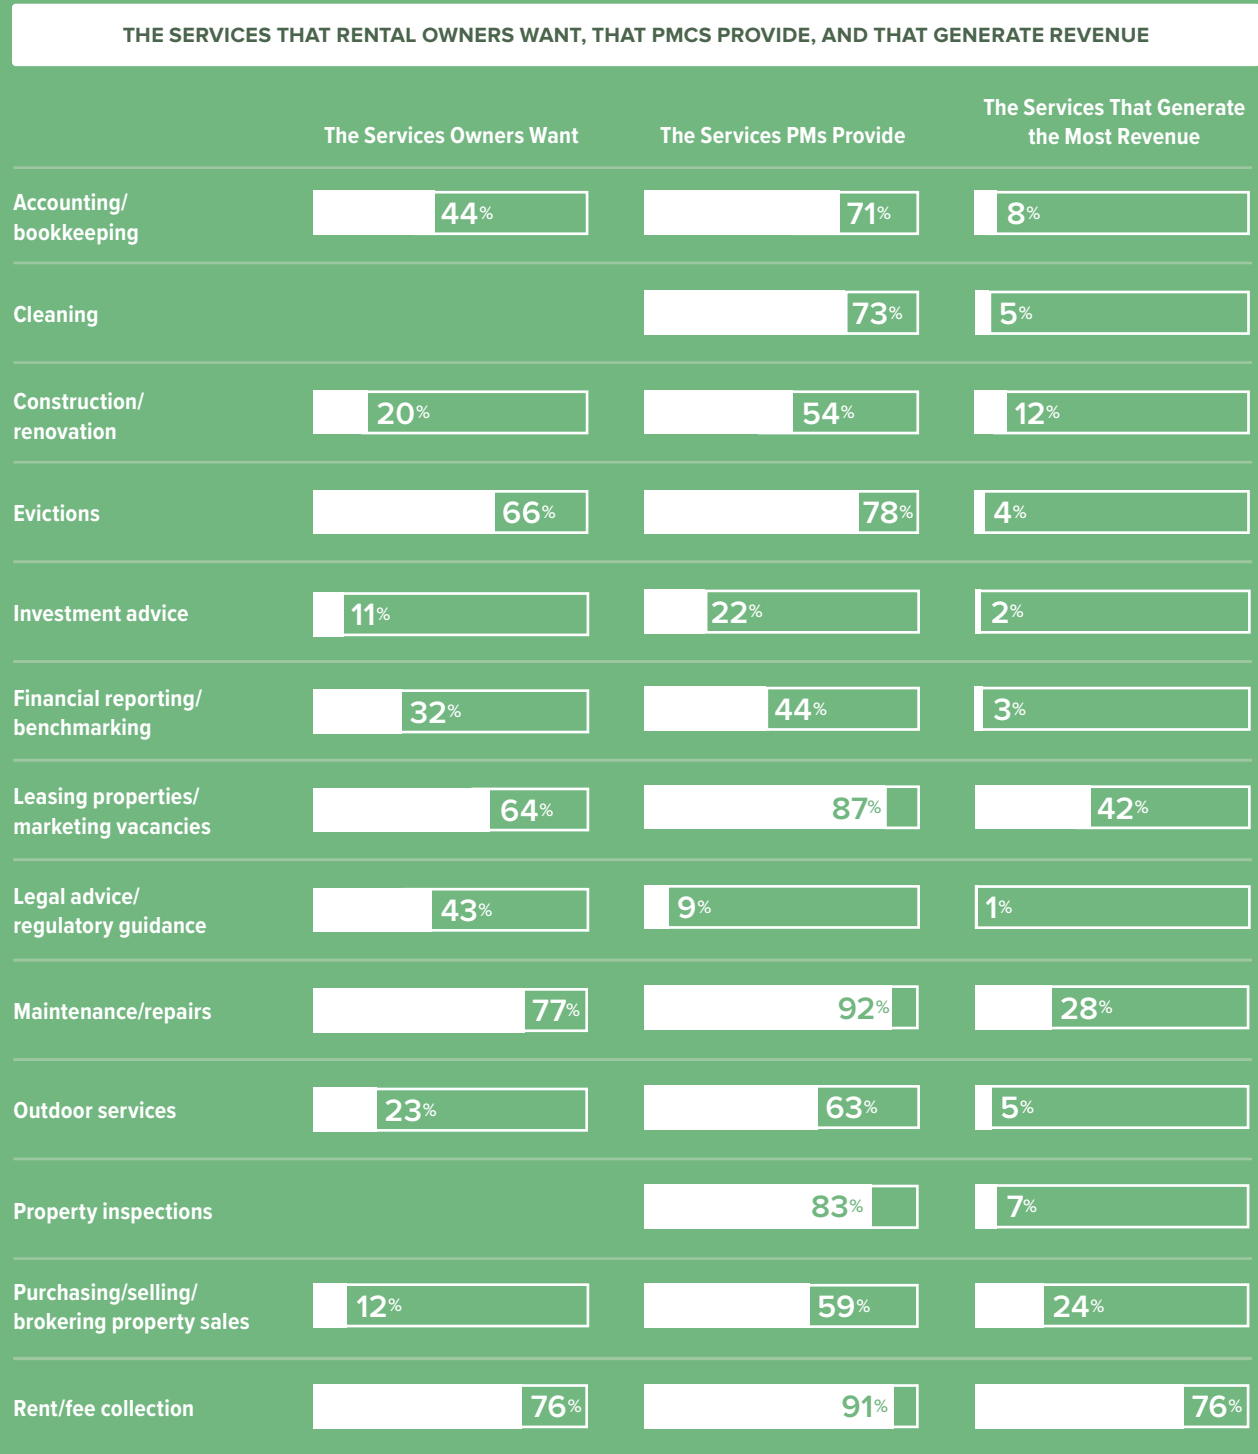 THE SERVICES THAT RENTAL OWNERS WANT, THAT PMCS PROVIDE, AND THAT GENERATE REVENUE
The Services Owners Want
The Services PMs Provide
The Services That Generate
the Most Revenue
Accounting/
bookkeeping
44%
71%
8%
Cleaning
73%
5%
Construction/
renovation
20%
54%
12%
Evictions
66%
78%
4%
Investment advice
11%
22%
2%
Financial reporting/
benchmarking
32%
44%
3%
Leasing properties/
marketing vacancies
64%
87%
42%
Legal advice/
regulatory guidance
43%
9%
1%
Maintenance/repairs
77%
92%
28%
Outdoor services
23%
63%
5%
Property inspections
83%
7%
Purchasing/selling/
brokering property sales
12%
59%
24%
Rent/fee collection
76%
91%
76%